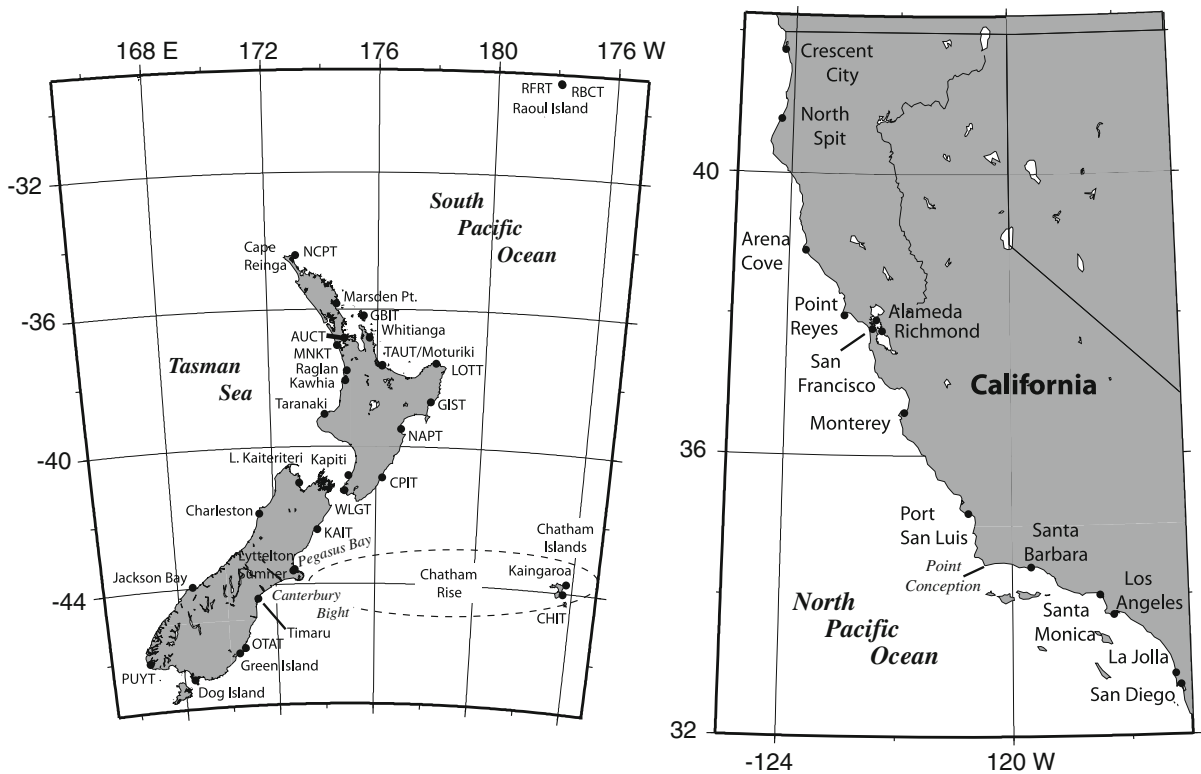 168 E
172
176
180
176 W
RFRT
RBCT
Raoul Island
-32
South
Pacific
Ocean
Cape
Reinga
NCPT
Marsden Pt.
-36
GBIT
Whitianga
AUCT
MNKT
TAUT/Moturiki
Tasman
Sea
Raglan
LOTT
Kawhia
Taranaki
GIST
NAPT
-40
L. Kaiteriteri
Kapiti
CPIT
Charleston
WLGT
KAIT
Chatham
Islands
Lyttelton
Sumner
Pegasus Bay
Jackson Bay
Chatham
Rise
Kaingaroa
-44
Canterbury
Bight
CHIT
Timaru
OTAT
Green Island
PUYT
Dog Island
Crescent
City
North
Spit
40
Arena
Cove
Point
Reyes
Alameda
Richmond
San
Francisco
California
Monterey
36
Port
San Luis
Santa
Barbara
Point
Conception
Los
Angeles
North
Pacific
Ocean
Santa
Monica
La Jolla
San Diego
32
-124
120 W